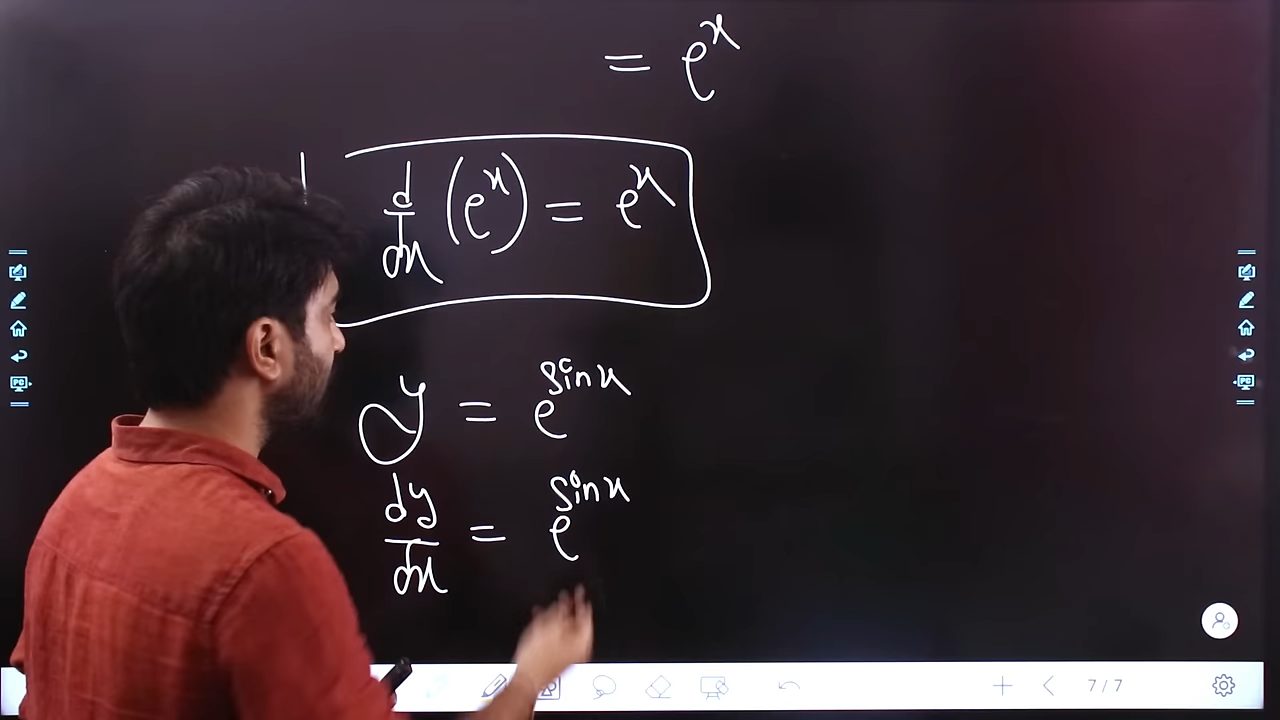 = e^x
d/dx (e^x) = e^x
y = e^sinx
dy/dx = e^sinx
7/7